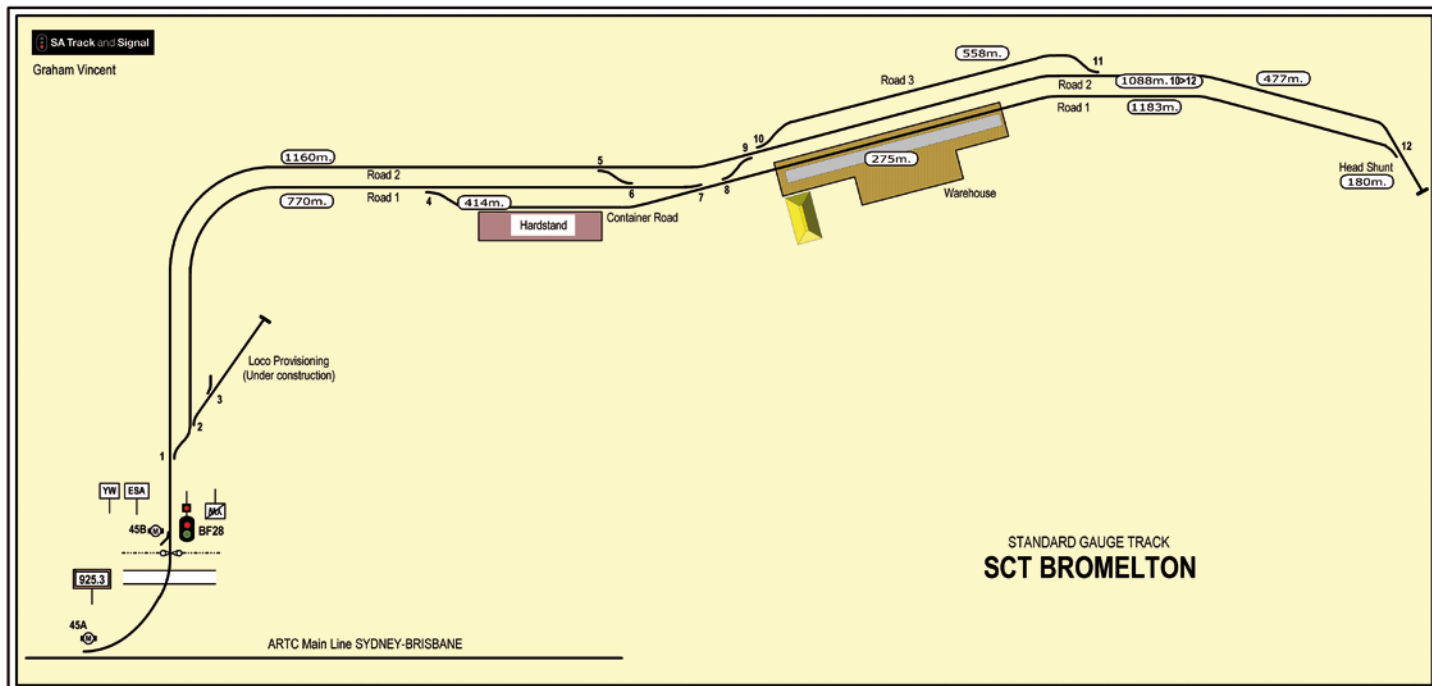 SA Track and Signal
Graham Vincent
558m.
11
Road 3
1088m. 10>12
477m.
Road 2
1183m.
Road 1
10
9
12
1160m.
5
275m.
Head Shunt
180m.
Road 2
8
6
7
Warehouse
770m.
Road 1
4
414m.
Container Road
Hardstand
Loco Provisioning
(Under construction)
3
2
1
YW
ESA
MX
45B
M
BF28
STANDARD GAUGE TRACK
SCT BROMELTON
925.3
45A
M
ARTC Main Line SYDNEY-BRISBANE